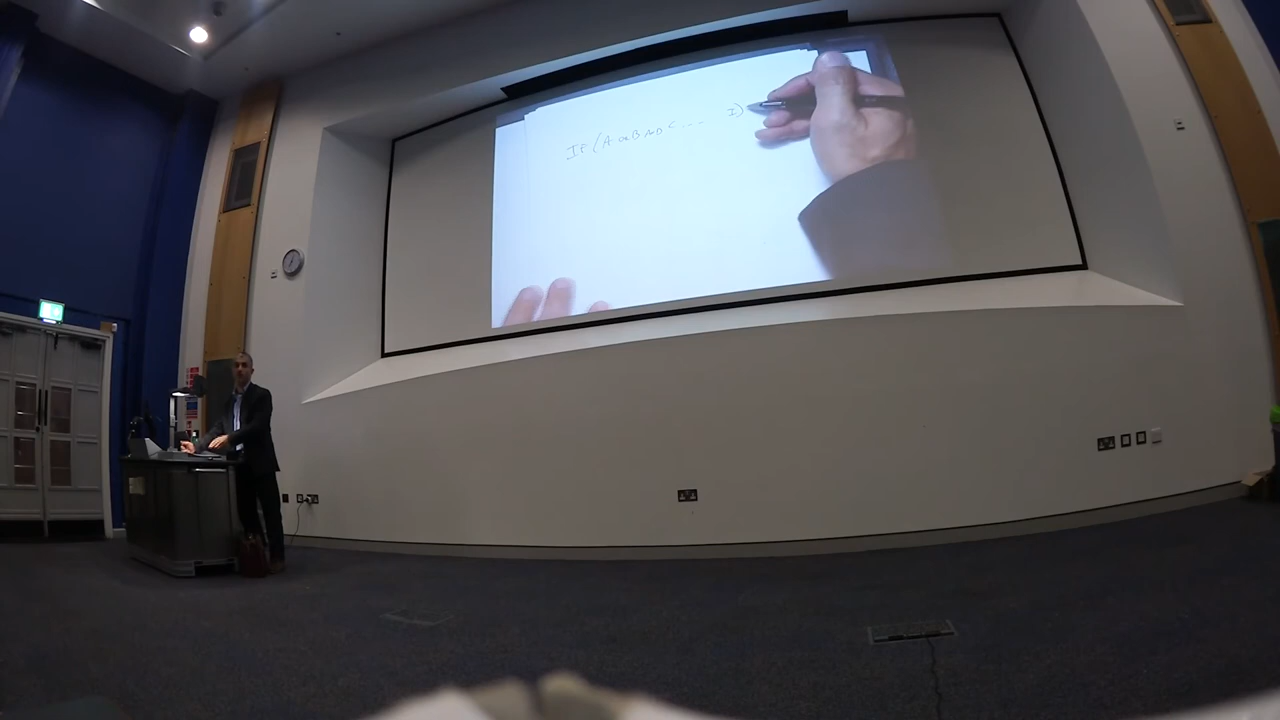 IF (A OR B AND C ... I)